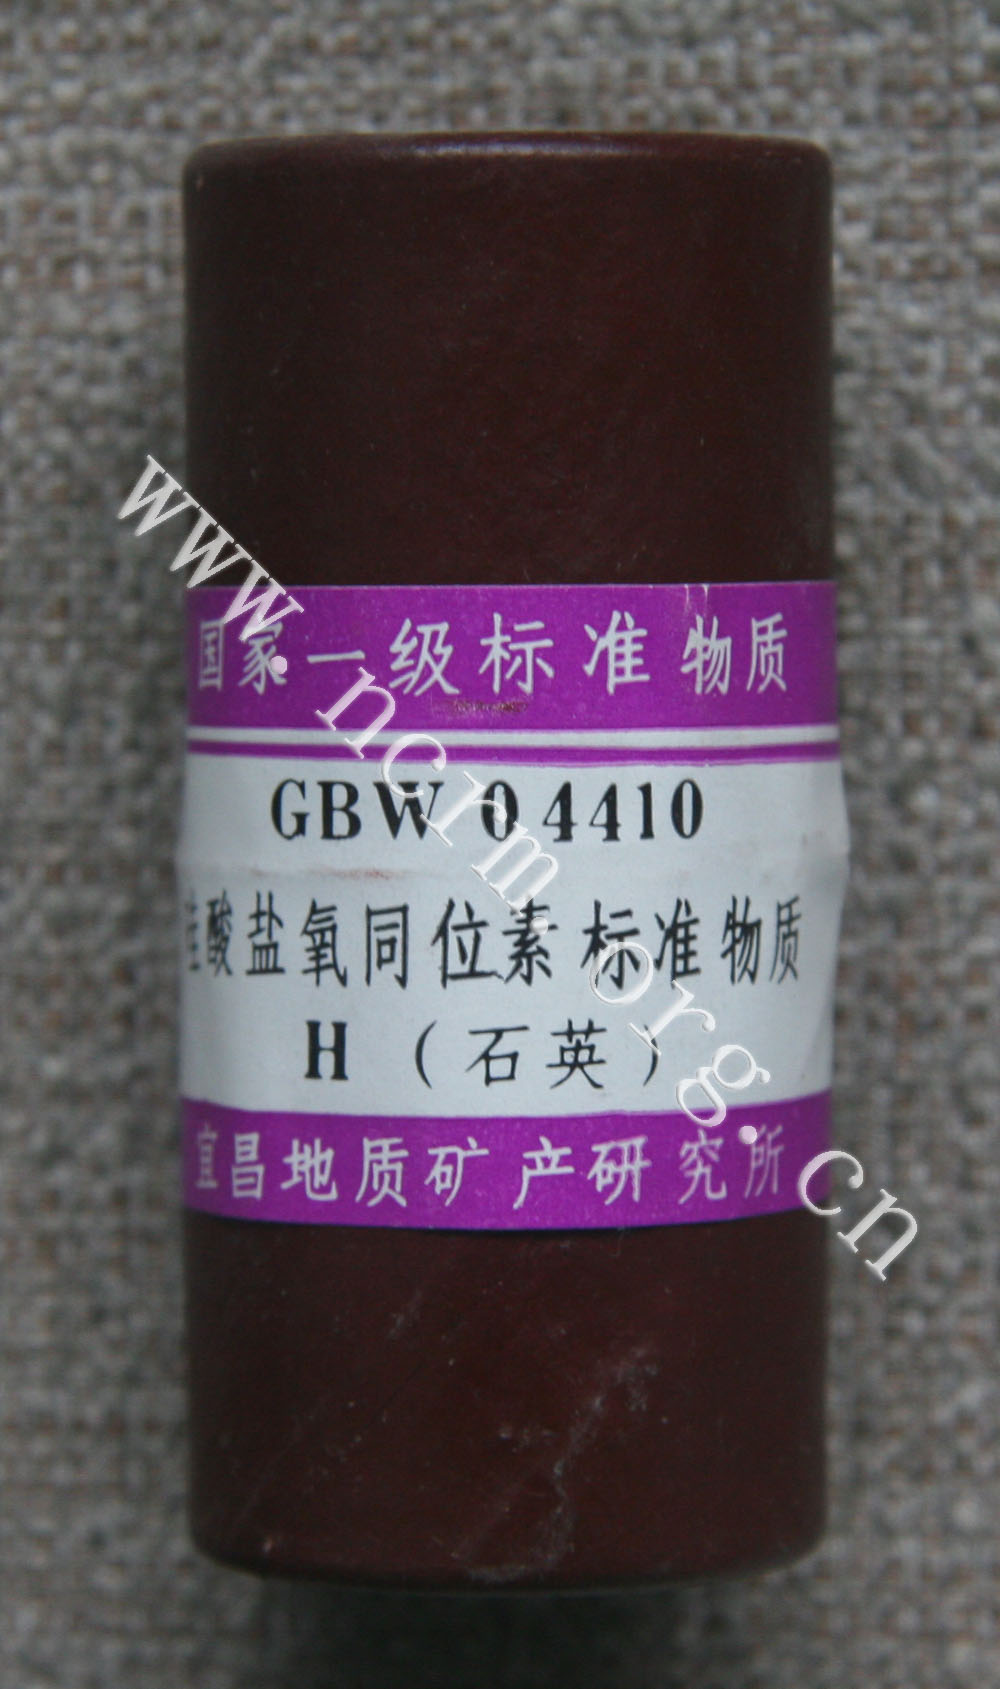 国家一级标准物质
GBW 04410
硅酸盐氧同位素标准物质
H （石英）
宜昌地质矿产研究所
www.ncrm.org.cn